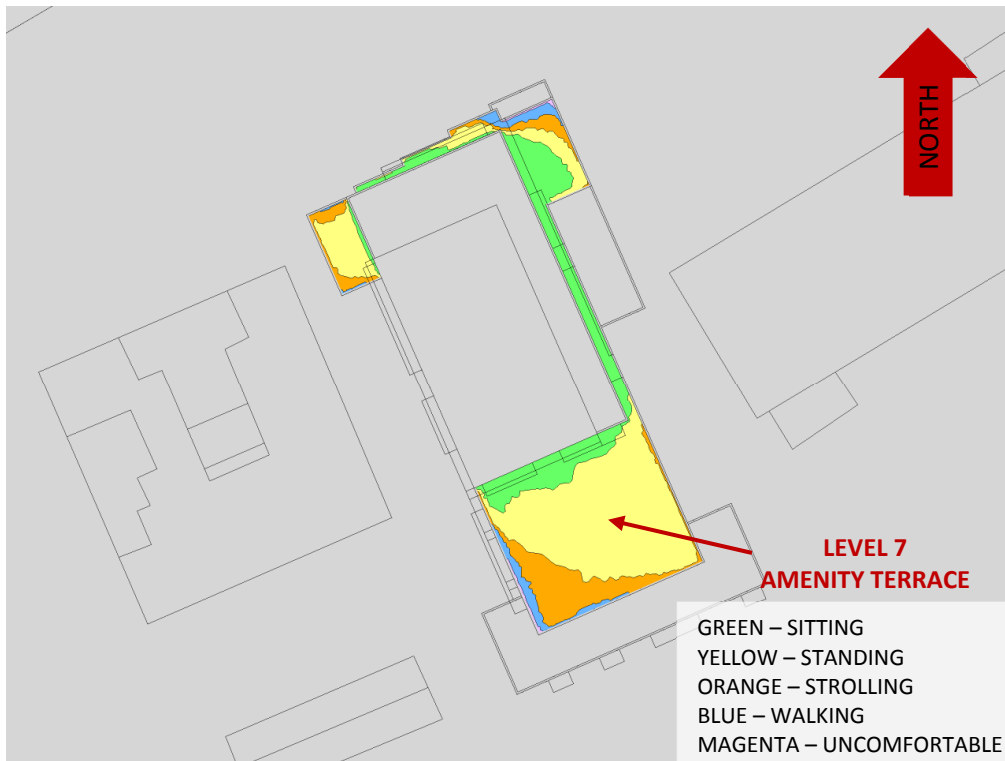 NORTH
LEVEL 7
AMENITY TERRACE
GREEN – SITTING
YELLOW – STANDING
ORANGE – STROLLING
BLUE – WALKING
MAGENTA – UNCOMFORTABLE